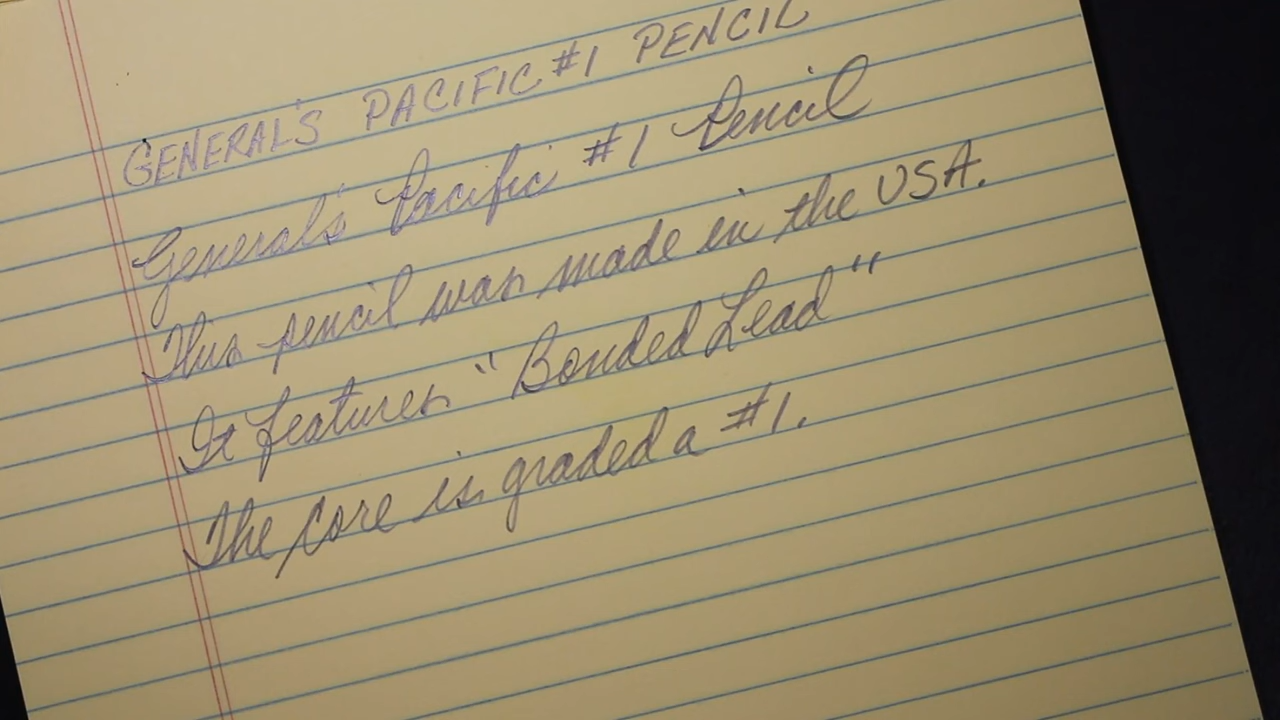 GENERAL'S PACIFIC #1 PENCIL
General's Pacific #1 Pencil
This pencil was made in the USA.
It features "Bonded Lead"
The core is graded a #1.